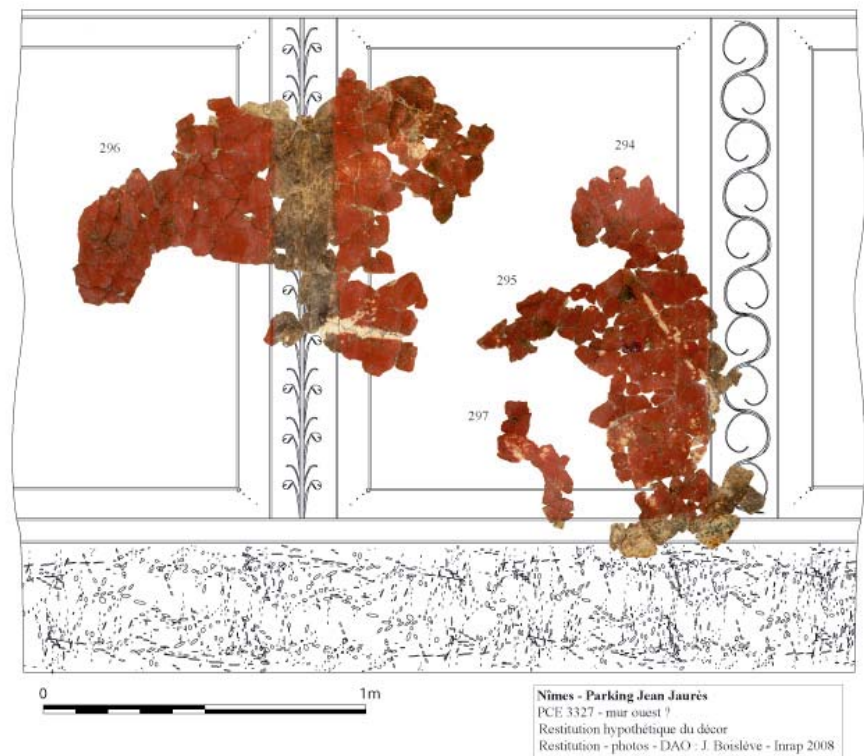 296
294
295
297
0 1m
Nîmes - Parking Jean Jaurès
PCE 3327 - mur ouest ?
Restitution hypothétique du décor
Restitution - photos - DAO : J. Boislève - Inrap 2008